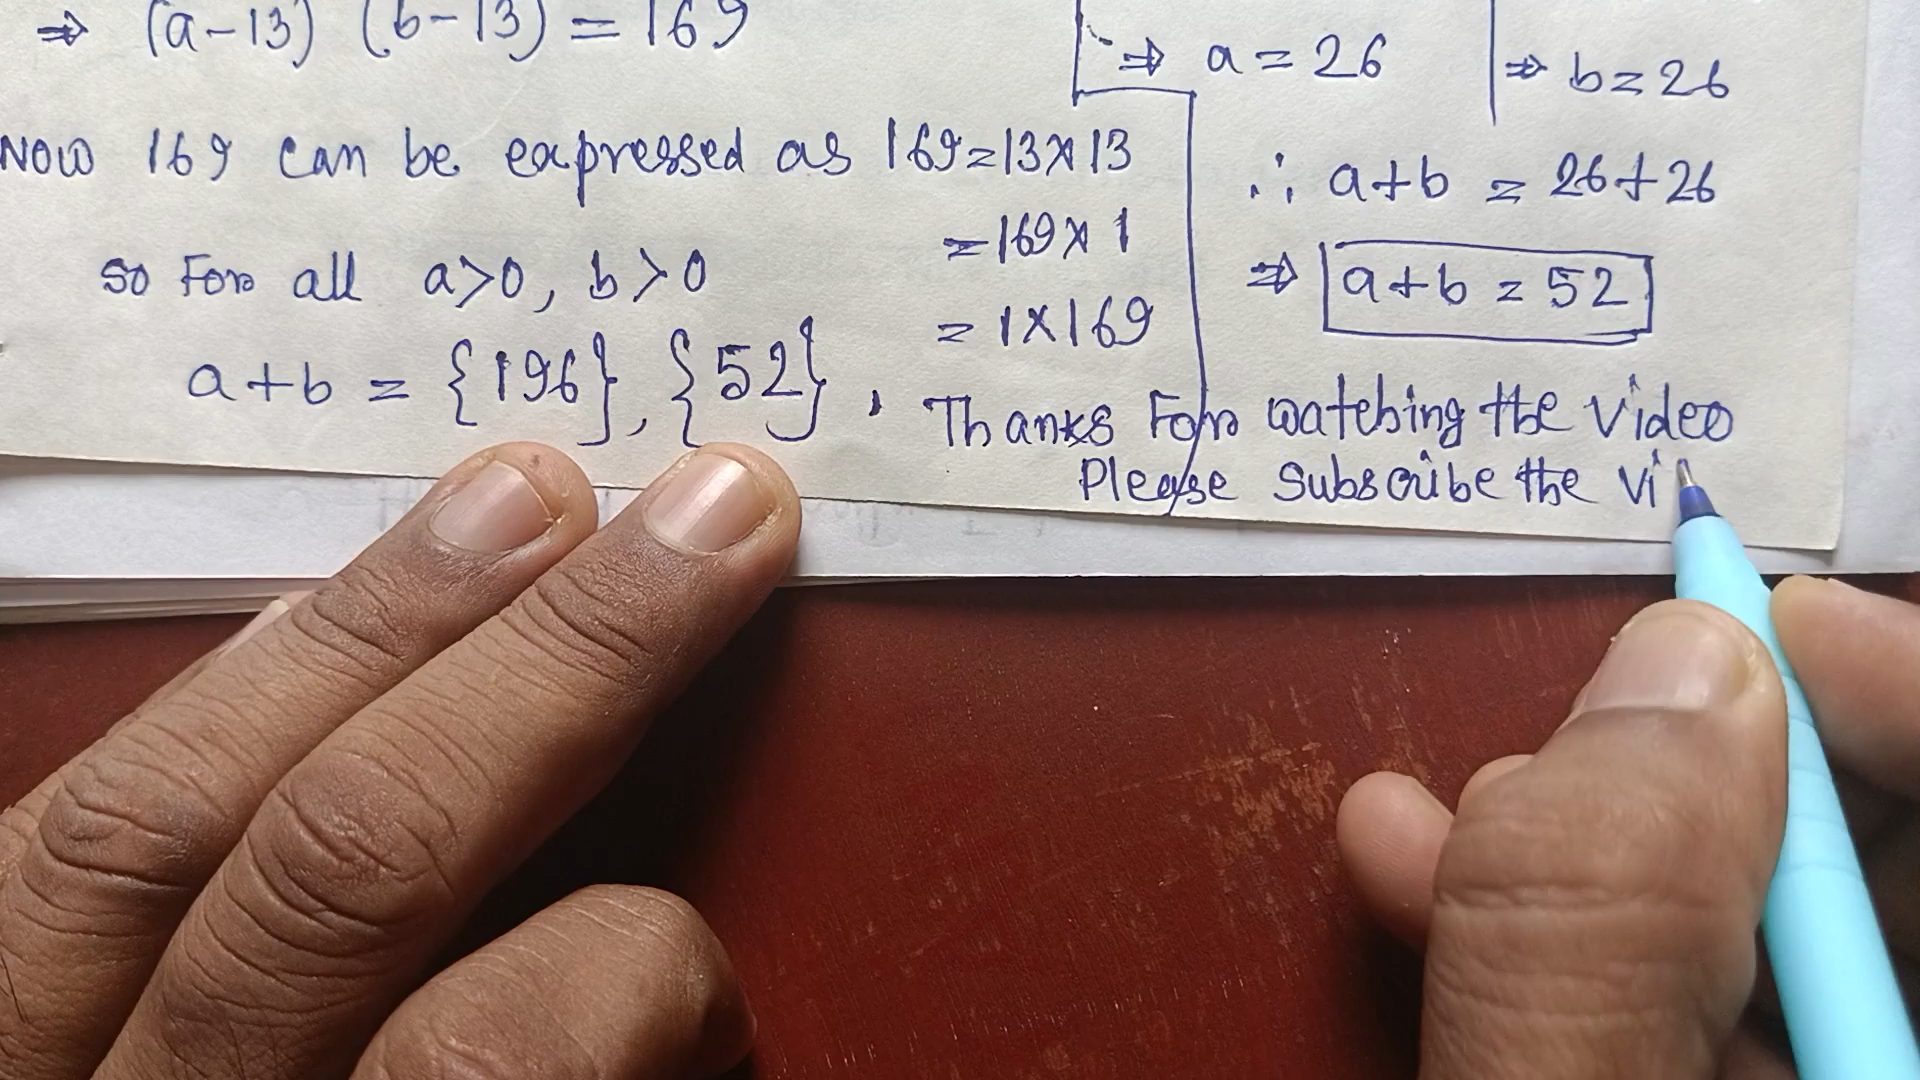 ⇒ (a-13) (b-13) = 169
Now 169 can be expressed as 169=13×13
=169×1
=1×169
so For all a>0, b>0
a+b = {196}, {52}.
⇒ a=26
⇒ b=26
∴ a+b = 26+26
⇒ a+b = 52
Thanks For watching the video
Please subscribe the vi